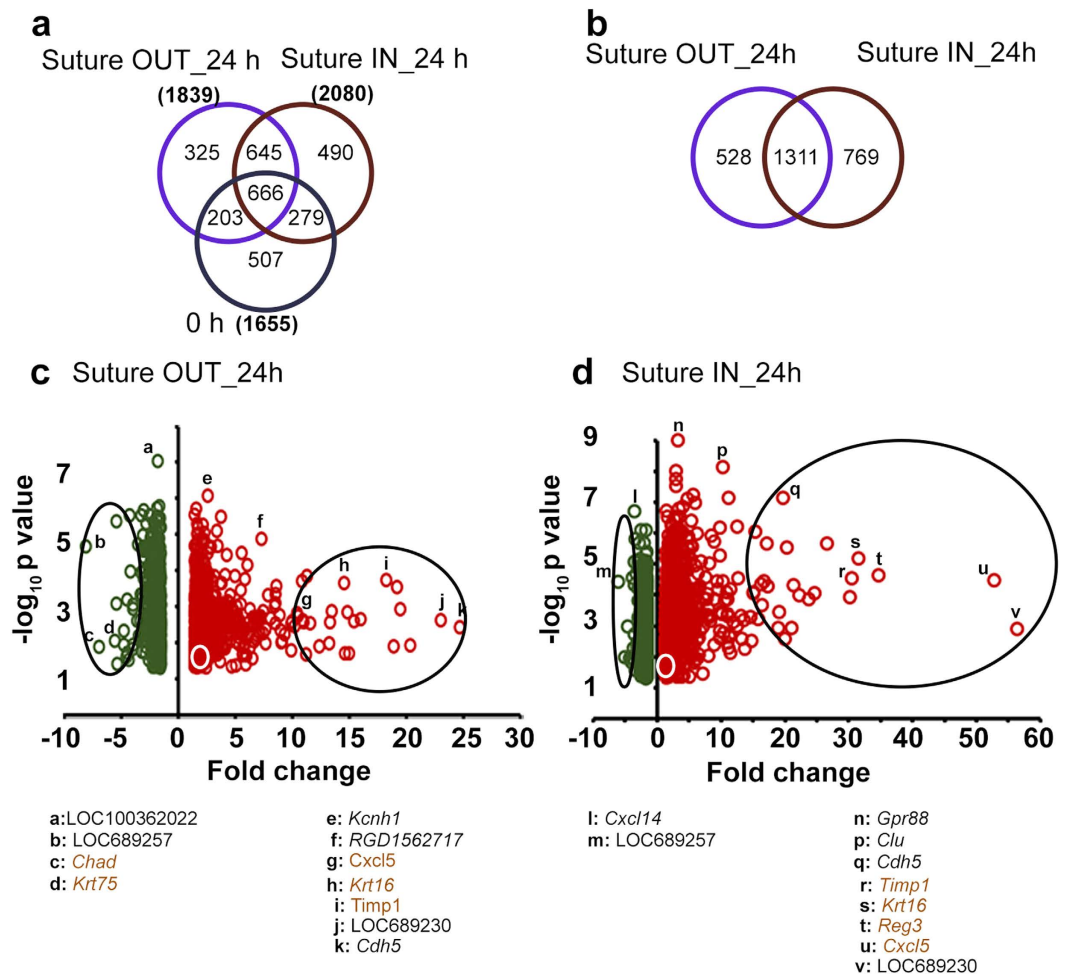 a
Suture OUT_24 h Suture IN_24 h
(1839) (2080)
325 645 490
666
203 279
507
0 h (1655)
b
Suture OUT_24h Suture IN_24h
528 1311 769
c Suture OUT_24h
-log10 p value
7
5
3
1
a
b
c
d
e
f
g
h
i
j
k
-10 -5 0 5 10 15 20 25 30
Fold change
a:LOC100362022
b: LOC689257
c: Chad
d: Krt75
e: Kcnh1
f: RGD1562717
g: Cxcl5
h: Krt16
i: Timp1
j: LOC689230
k: Cdh5
d Suture IN_24h
-log10 p value
9
7
5
3
1
l
m
n
p
q
r
s
t
u
v
-10 0 10 20 30 40 50 60
Fold change
l: Cxcl14
m: LOC689257
n: Gpr88
p: Clu
q: Cdh5
r: Timp1
s: Krt16
t: Reg3
u: Cxcl5
v: LOC689230